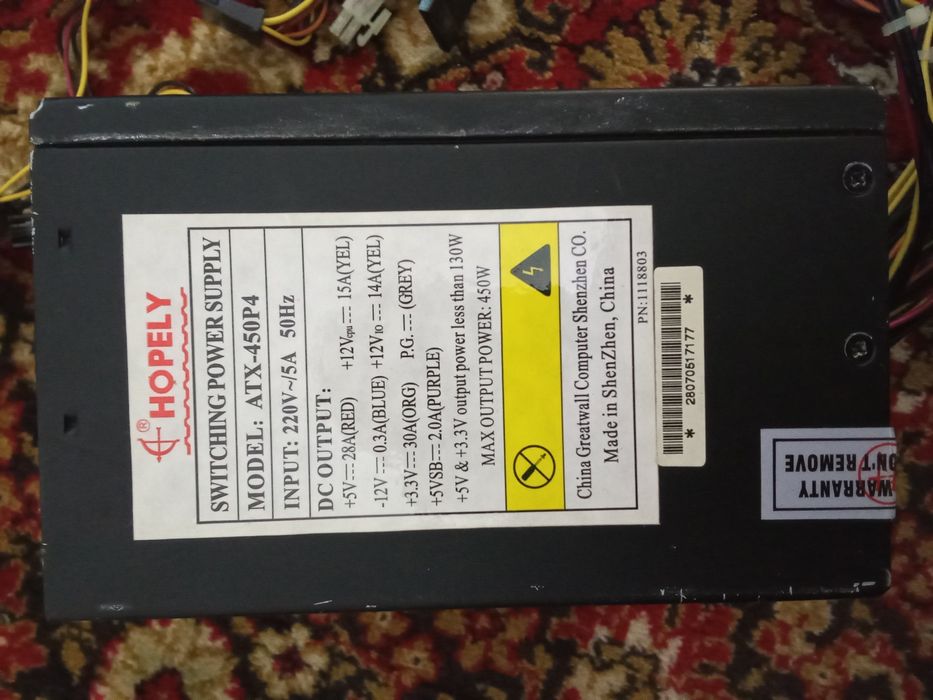 ® HOPELY
SWITCHING POWER SUPPLY
MODEL: ATX-450P4
INPUT: 220V~/5A 50Hz
DC OUTPUT:
+5V⎓28A(RED) +12Vcpu⎓15A(YEL)
-12V⎓0.3A(BLUE) +12V10⎓14A(YEL)
+3.3V⎓30A(ORG) P.G.⎓(GREY)
+5VSB⎓2.0A(PURPLE)
+5V & +3.3V output power less than 130W
MAX OUTPUT POWER: 450W
China Greatwall Computer Shenzhen CO.
Made in ShenZhen, China
PN:1118803
* 28070517177 *
WARRANTY
ON'T REMOVE